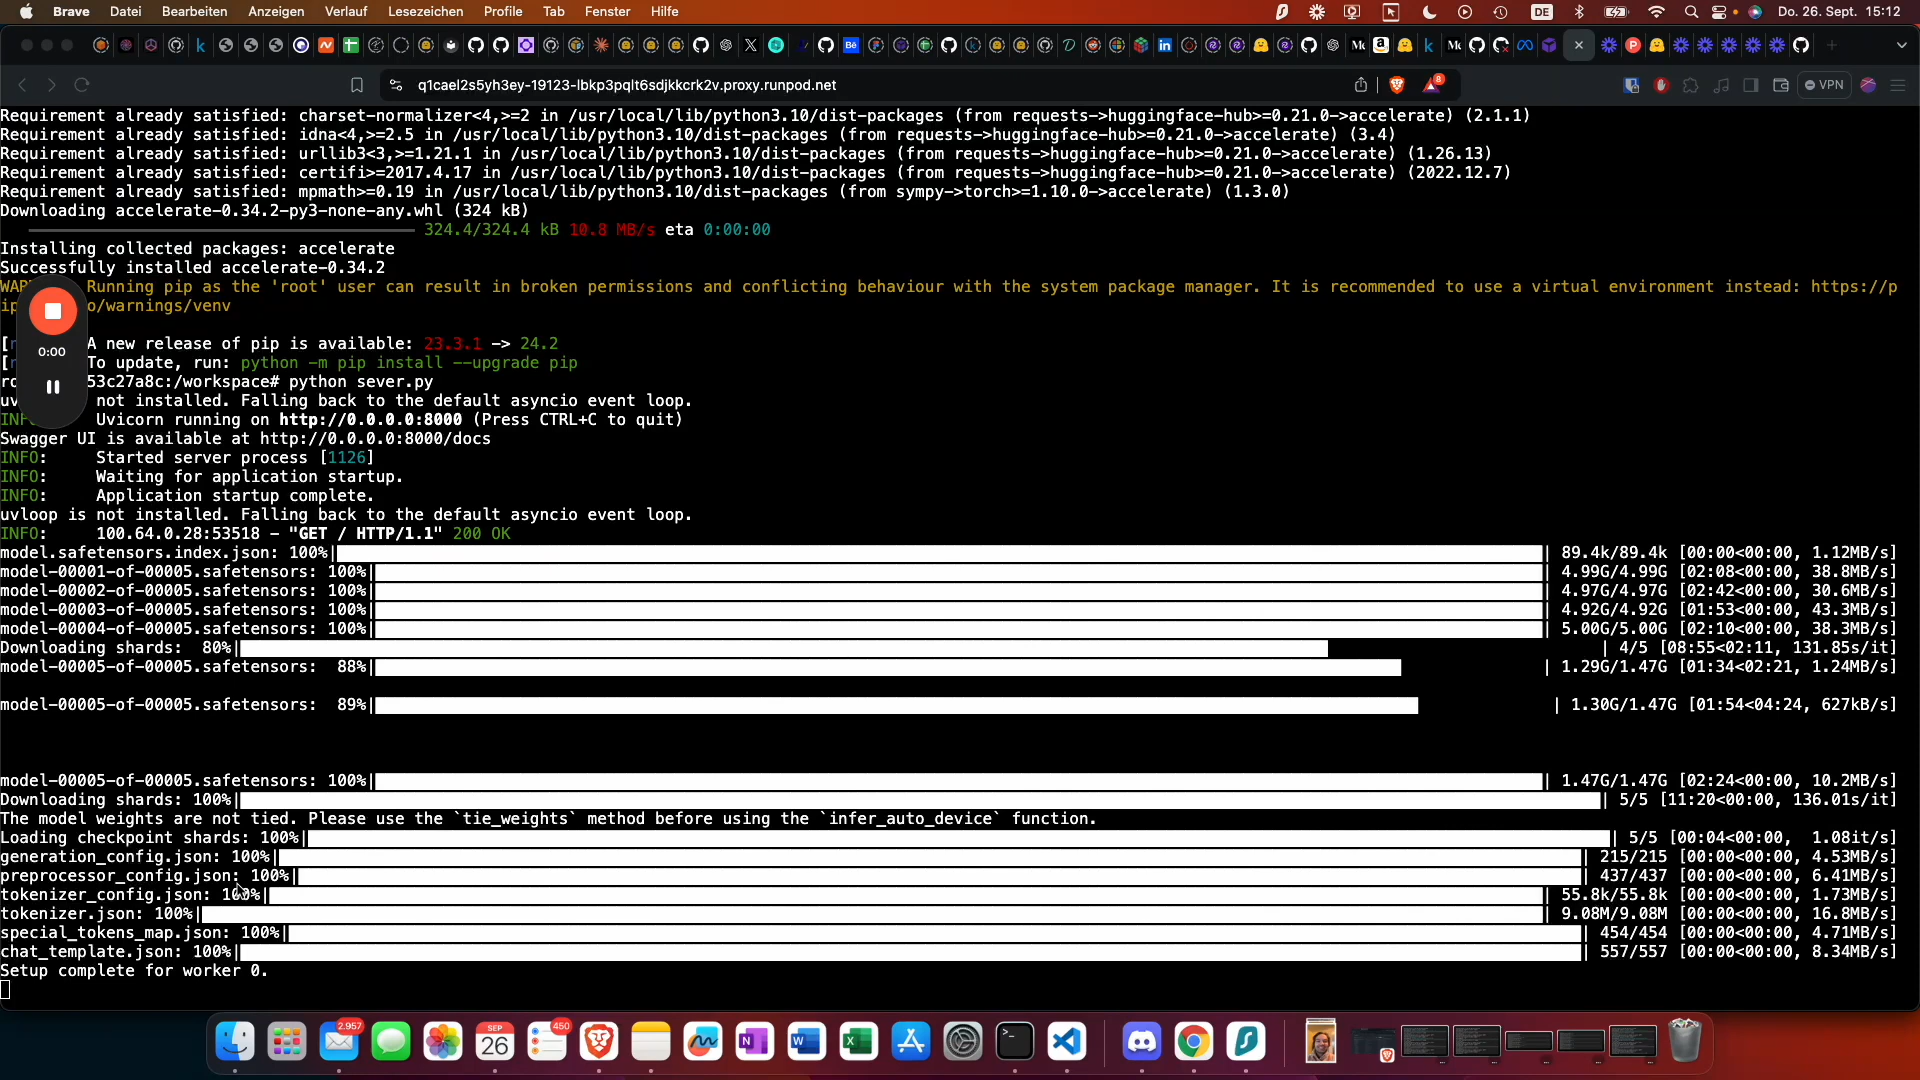 Brave Datei Bearbeiten Anzeigen Verlauf Lesezeichen Profile Tab Fenster Hilfe DE Do. 26. Sept. 15:12
q1cael2s5yh3ey-19123-lbkp3pqlt6sdjkkcrk2v.proxy.runpod.net 8 VPN
Requirement already satisfied: charset-normalizer<4,>=2 in /usr/local/lib/python3.10/dist-packages (from requests->huggingface-hub>=0.21.0->accelerate) (2.1.1)
Requirement already satisfied: idna<4,>=2.5 in /usr/local/lib/python3.10/dist-packages (from requests->huggingface-hub>=0.21.0->accelerate) (3.4)
Requirement already satisfied: urllib3<3,>=1.21.1 in /usr/local/lib/python3.10/dist-packages (from requests->huggingface-hub>=0.21.0->accelerate) (1.26.13)
Requirement already satisfied: certifi>=2017.4.17 in /usr/local/lib/python3.10/dist-packages (from requests->huggingface-hub>=0.21.0->accelerate) (2022.12.7)
Requirement already satisfied: mpmath>=0.19 in /usr/local/lib/python3.10/dist-packages (from sympy->torch>=1.10.0->accelerate) (1.3.0)
Downloading accelerate-0.34.2-py3-none-any.whl (324 kB)
324.4/324.4 kB 10.8 MB/s eta 0:00:00
Installing collected packages: accelerate
Successfully installed accelerate-0.34.2
Running pip as the 'root' user can result in broken permissions and conflicting behaviour with the system package manager. It is recommended to use a virtual environment instead: https://p
ip o/warnings/venv
[ A new release of pip is available: 23.3.1 -> 24.2
0:00
[ To update, run: python -m pip install --upgrade pip
ro 53c27a8c:/workspace# python sever.py
uv not installed. Falling back to the default asyncio event loop.
INF Uvicorn running on http://0.0.0.0:8000 (Press CTRL+C to quit)
Swagger UI is available at http://0.0.0.0:8000/docs
INFO: Started server process [1126]
INFO: Waiting for application startup.
INFO: Application startup complete.
uvloop is not installed. Falling back to the default asyncio event loop.
INFO: 100.64.0.28:53518 - "GET / HTTP/1.1" 200 OK
model.safetensors.index.json: 100%| | 89.4k/89.4k [00:00<00:00, 1.12MB/s]
model-00001-of-00005.safetensors: 100%| | 4.99G/4.99G [02:08<00:00, 38.8MB/s]
model-00002-of-00005.safetensors: 100%| | 4.97G/4.97G [02:42<00:00, 30.6MB/s]
model-00003-of-00005.safetensors: 100%| | 4.92G/4.92G [01:53<00:00, 43.3MB/s]
model-00004-of-00005.safetensors: 100%| | 5.00G/5.00G [02:10<00:00, 38.3MB/s]
Downloading shards: 80%| | 4/5 [08:55<02:11, 131.85s/it]
model-00005-of-00005.safetensors: 88%| | 1.29G/1.47G [01:34<02:21, 1.24MB/s]
model-00005-of-00005.safetensors: 89%| | 1.30G/1.47G [01:54<04:24, 627kB/s]
model-00005-of-00005.safetensors: 100%| | 1.47G/1.47G [02:24<00:00, 10.2MB/s]
Downloading shards: 100%| | 5/5 [11:20<00:00, 136.01s/it]
The model weights are not tied. Please use the `tie_weights` method before using the `infer_auto_device` function.
Loading checkpoint shards: 100%| | 5/5 [00:04<00:00, 1.08it/s]
generation_config.json: 100%| | 215/215 [00:00<00:00, 4.53MB/s]
preprocessor_config.json: 100%| | 437/437 [00:00<00:00, 6.41MB/s]
tokenizer_config.json: 100%| | 55.8k/55.8k [00:00<00:00, 1.73MB/s]
tokenizer.json: 100%| | 9.08M/9.08M [00:00<00:00, 16.8MB/s]
special_tokens_map.json: 100%| | 454/454 [00:00<00:00, 4.71MB/s]
chat_template.json: 100%| | 557/557 [00:00<00:00, 8.34MB/s]
Setup complete for worker 0.
2.957 SEP 26 450